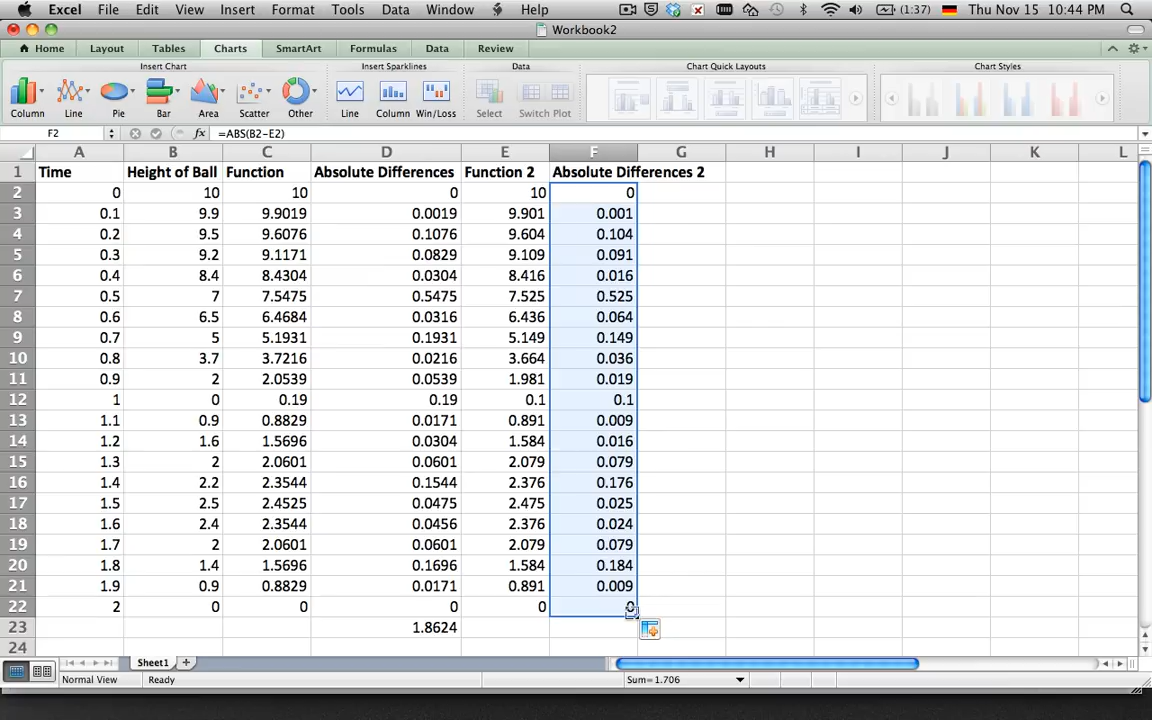 Excel File Edit View Insert Format Tools Data Window Help (1:37) Thu Nov 15 10:44 PM
Workbook2
Home Layout Tables Charts SmartArt Formulas Data Review
Insert Chart Insert Sparklines Data Chart Quick Layouts Chart Styles
Column Line Pie Bar Area Scatter Other Line Column Win/Loss Select Switch Plot
F2 fx =ABS(B2-E2)
A B C D E F G H I J K L
1 Time Height of Ball Function Absolute Differences Function 2 Absolute Differences 2
2 0 10 10 0 10 0
3 0.1 9.9 9.9019 0.0019 9.901 0.001
4 0.2 9.5 9.6076 0.1076 9.604 0.104
5 0.3 9.2 9.1171 0.0829 9.109 0.091
6 0.4 8.4 8.4304 0.0304 8.416 0.016
7 0.5 7 7.5475 0.5475 7.525 0.525
8 0.6 6.5 6.4684 0.0316 6.436 0.064
9 0.7 5 5.1931 0.1931 5.149 0.149
10 0.8 3.7 3.7216 0.0216 3.664 0.036
11 0.9 2 2.0539 0.0539 1.981 0.019
12 1 0 0.19 0.19 0.1 0.1
13 1.1 0.9 0.8829 0.0171 0.891 0.009
14 1.2 1.6 1.5696 0.0304 1.584 0.016
15 1.3 2 2.0601 0.0601 2.079 0.079
16 1.4 2.2 2.3544 0.1544 2.376 0.176
17 1.5 2.5 2.4525 0.0475 2.475 0.025
18 1.6 2.4 2.3544 0.0456 2.376 0.024
19 1.7 2 2.0601 0.0601 2.079 0.079
20 1.8 1.4 1.5696 0.1696 1.584 0.184
21 1.9 0.9 0.8829 0.0171 0.891 0.009
22 2 0 0 0 0 0
23 1.8624
24
Sheet1
Normal View Ready Sum=1.706